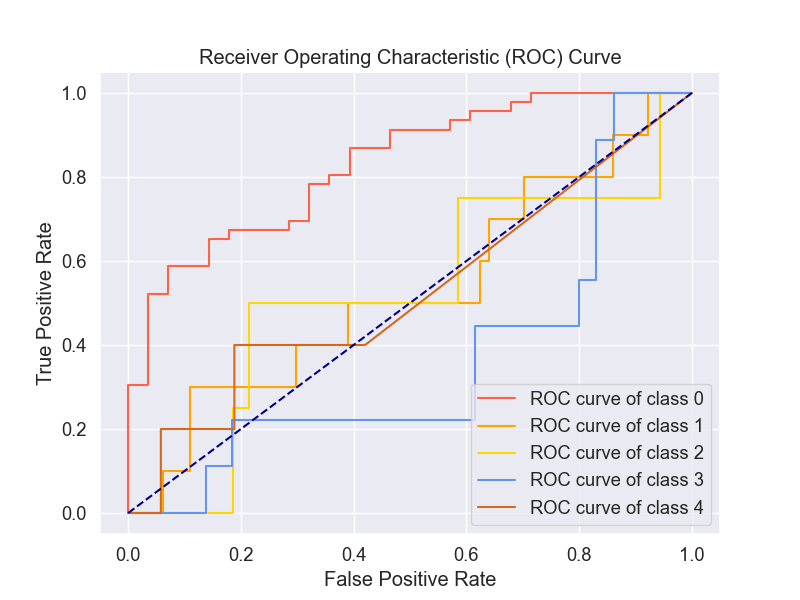 Receiver Operating Characteristic (ROC) Curve
1.0
0.8
0.6
0.4
0.2
0.0
True Positive Rate
ROC curve of class 0
ROC curve of class 1
ROC curve of class 2
ROC curve of class 3
ROC curve of class 4
0.0 0.2 0.4 0.6 0.8 1.0
False Positive Rate